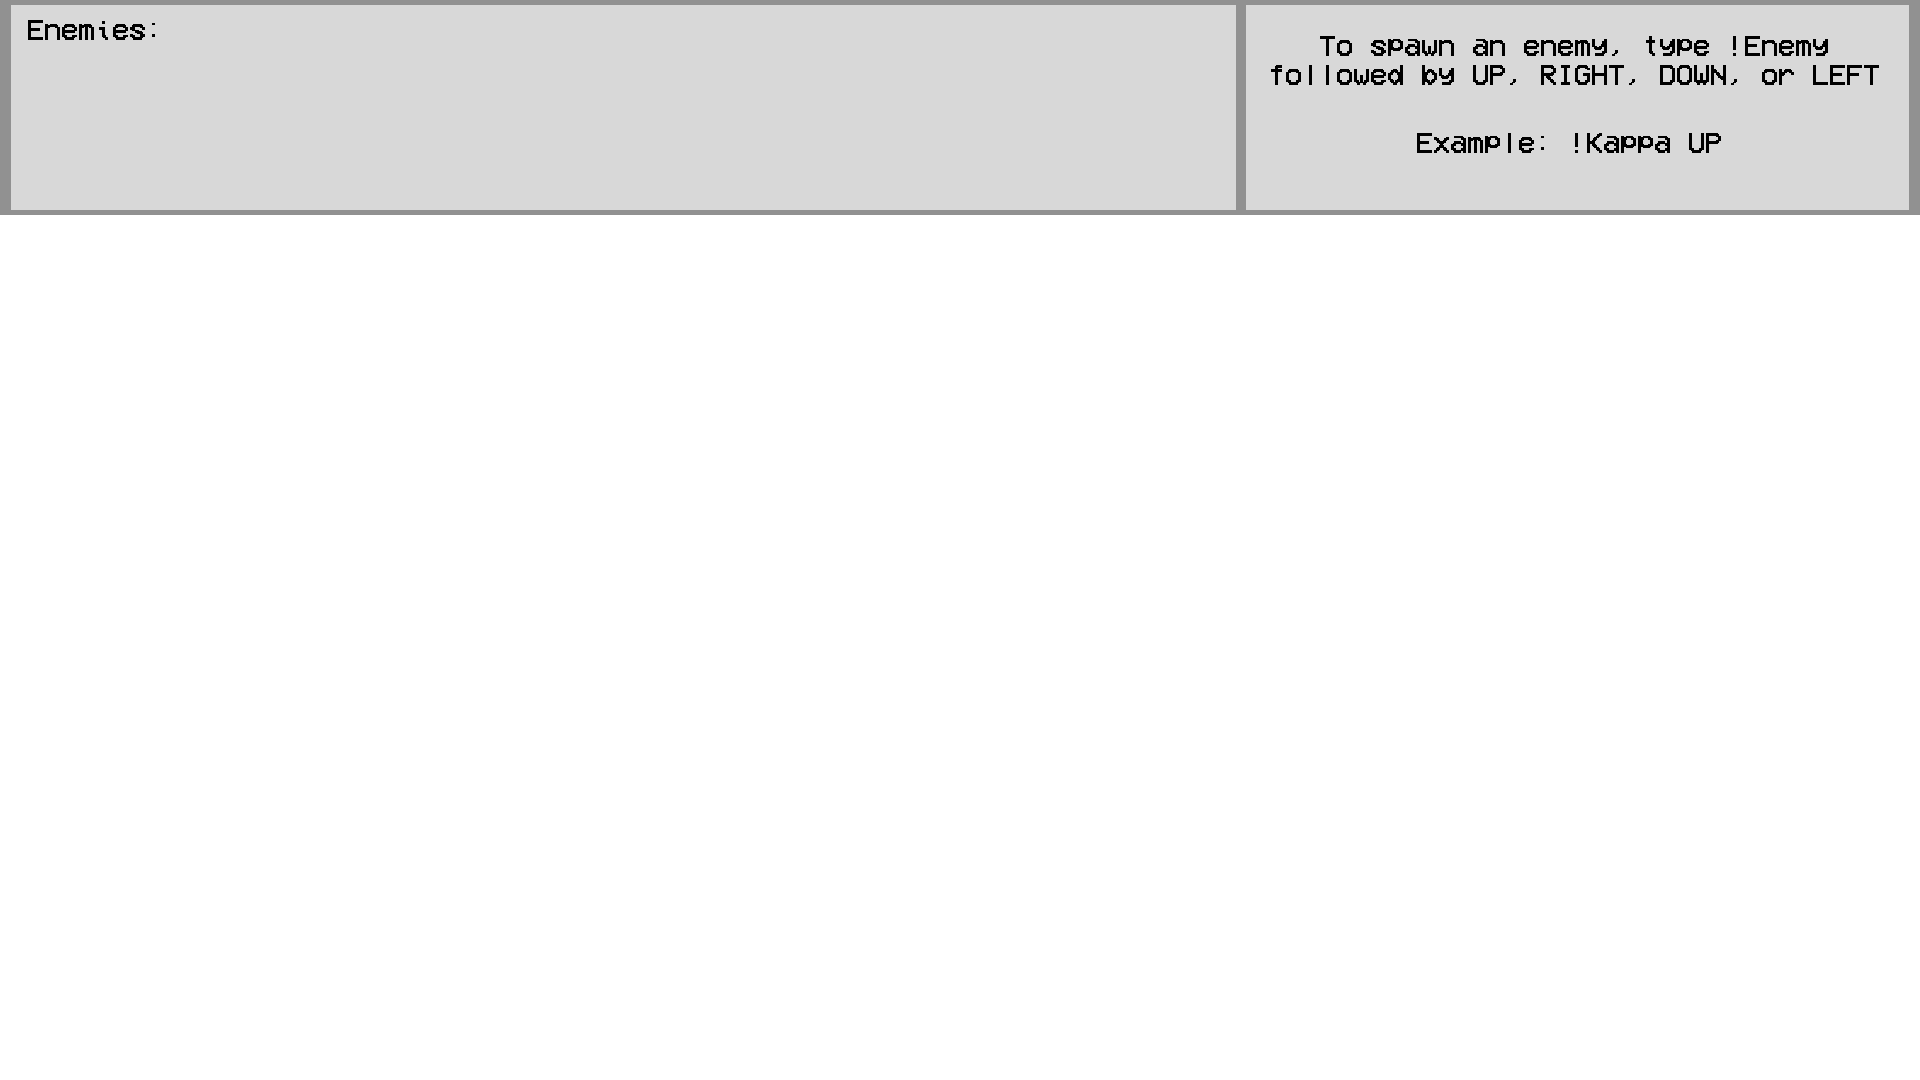 Enemies:
To spawn an enemy, type !Enemy
followed by UP, RIGHT, DOWN, or LEFT
Example: !Kappa UP